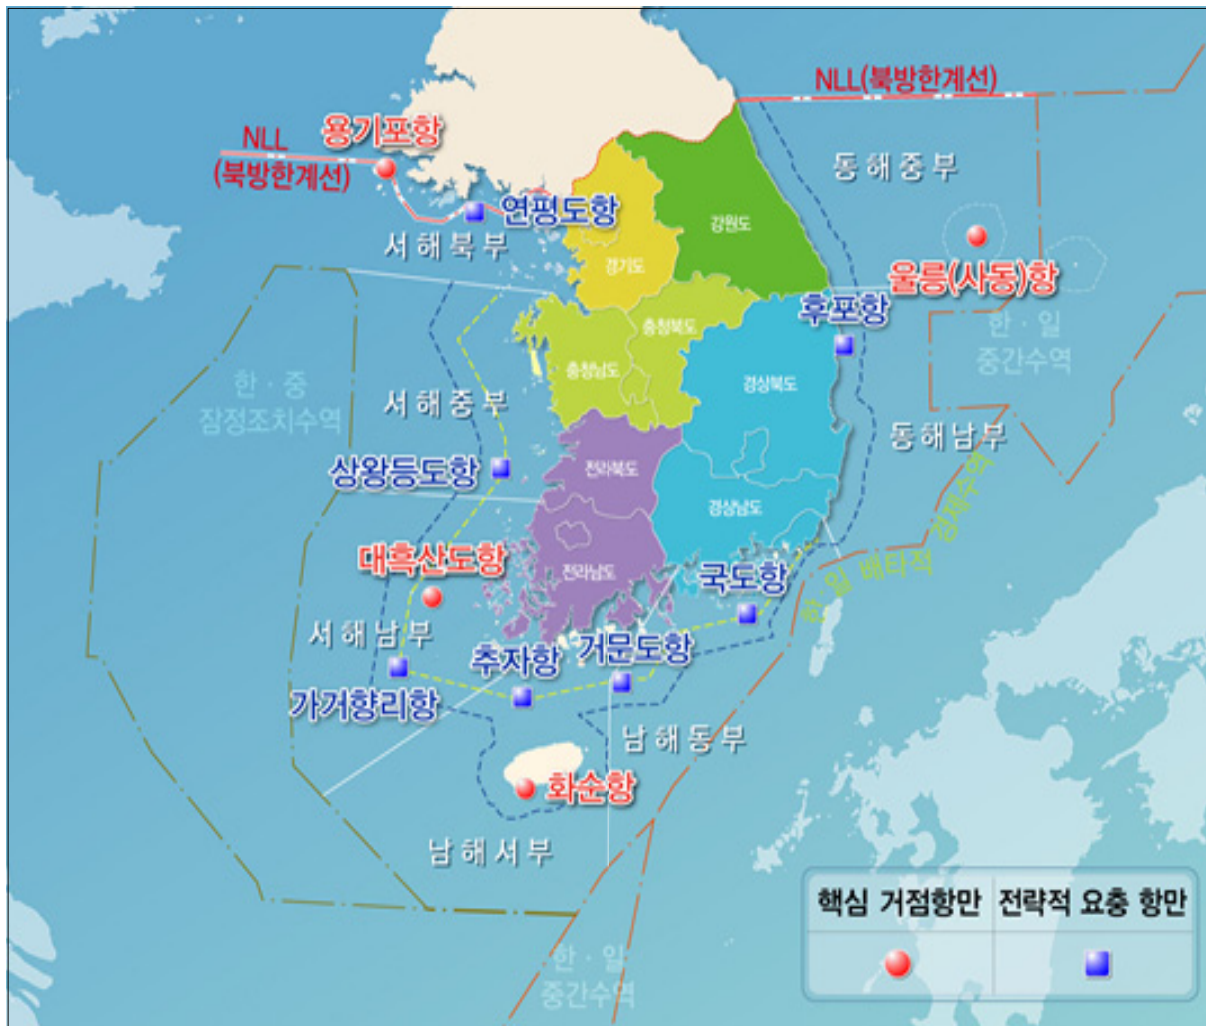 NLL(북방한계선)
용기포항
NLL
(북방한계선)
동해중부
연평도항
강원도
서해북부
경기도
울릉(사동)항
후포항
충청북도
한·일
중간수역
충청남도
한·중
잠정조치수역
경상북도
서해중부
동해남부
상왕등도항
전라북도
경상남도
대흑산도항
전라남도
국도항
한·일 배타적 경제수역
서해남부
추자항
거문도항
가거향리항
남해동부
화순항
남해서부
핵심 거점항만
전략적 요충 항만
한·일
중간수역